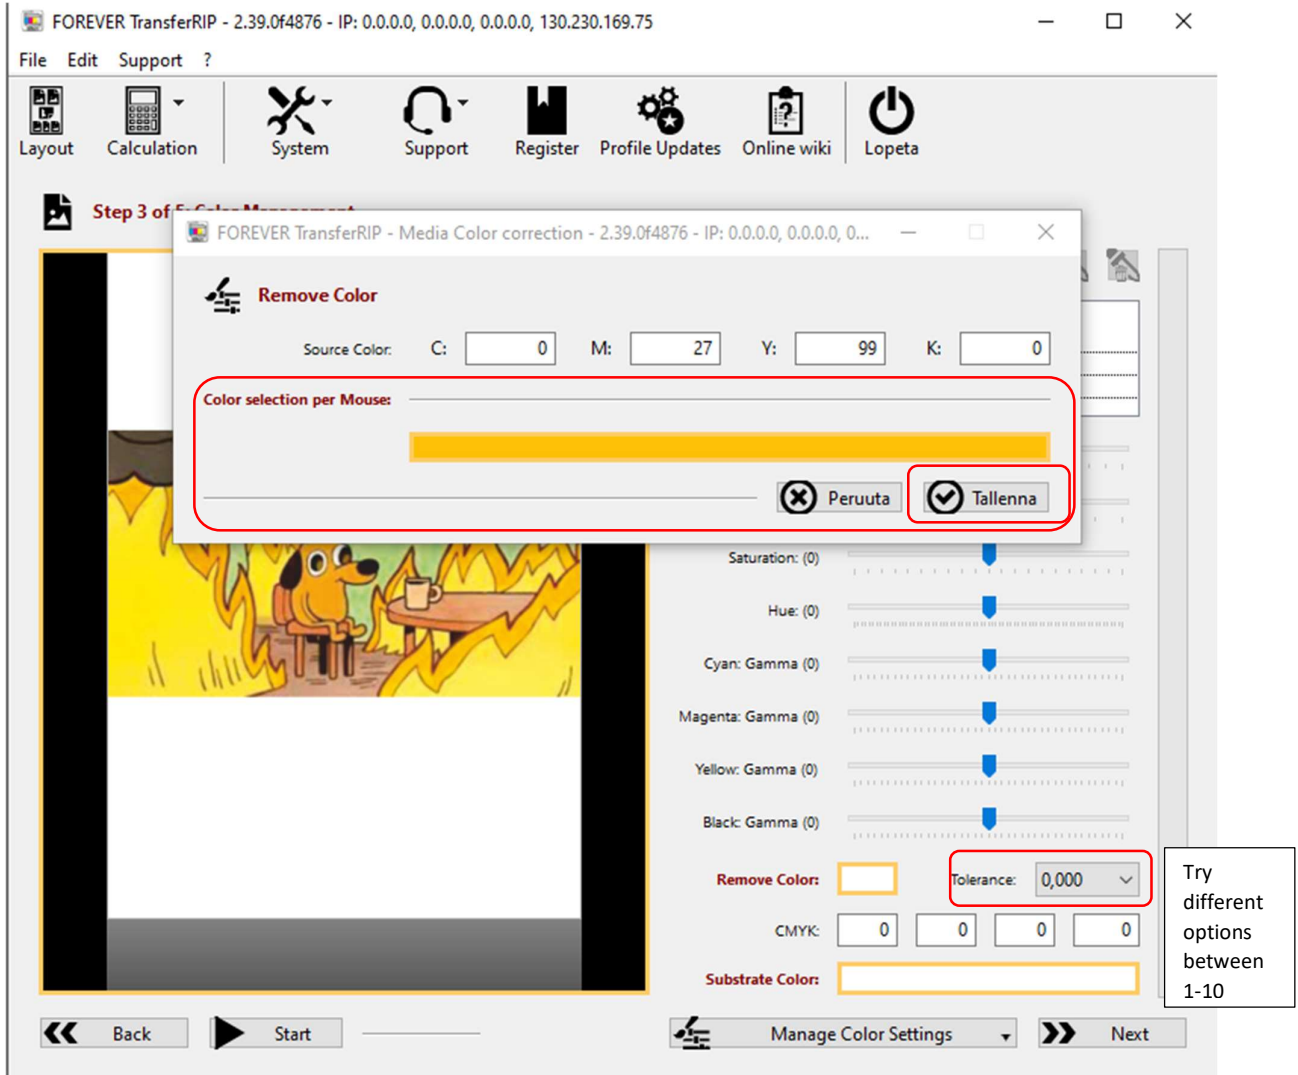 FOREVER TransferRIP - 2.39.0f4876 - IP: 0.0.0.0, 0.0.0.0, 0.0.0.0, 130.230.169.75
File Edit Support ?
Layout Calculation System Support Register Profile Updates Online wiki Lopeta
Step 3 of 5: Color Management
FOREVER TransferRIP - Media Color correction - 2.39.0f4876 - IP: 0.0.0.0, 0.0.0.0, 0...
Remove Color
Source Color: C: 0 M: 27 Y: 99 K: 0
Color selection per Mouse:
Peruuta Tallenna
Saturation: (0)
Hue: (0)
Cyan: Gamma (0)
Magenta: Gamma (0)
Yellow: Gamma (0)
Black: Gamma (0)
Remove Color: Tolerance: 0,000
CMYK: 0 0 0 0
Substrate Color:
Try
different
options
between
1-10
Back Start Manage Color Settings Next